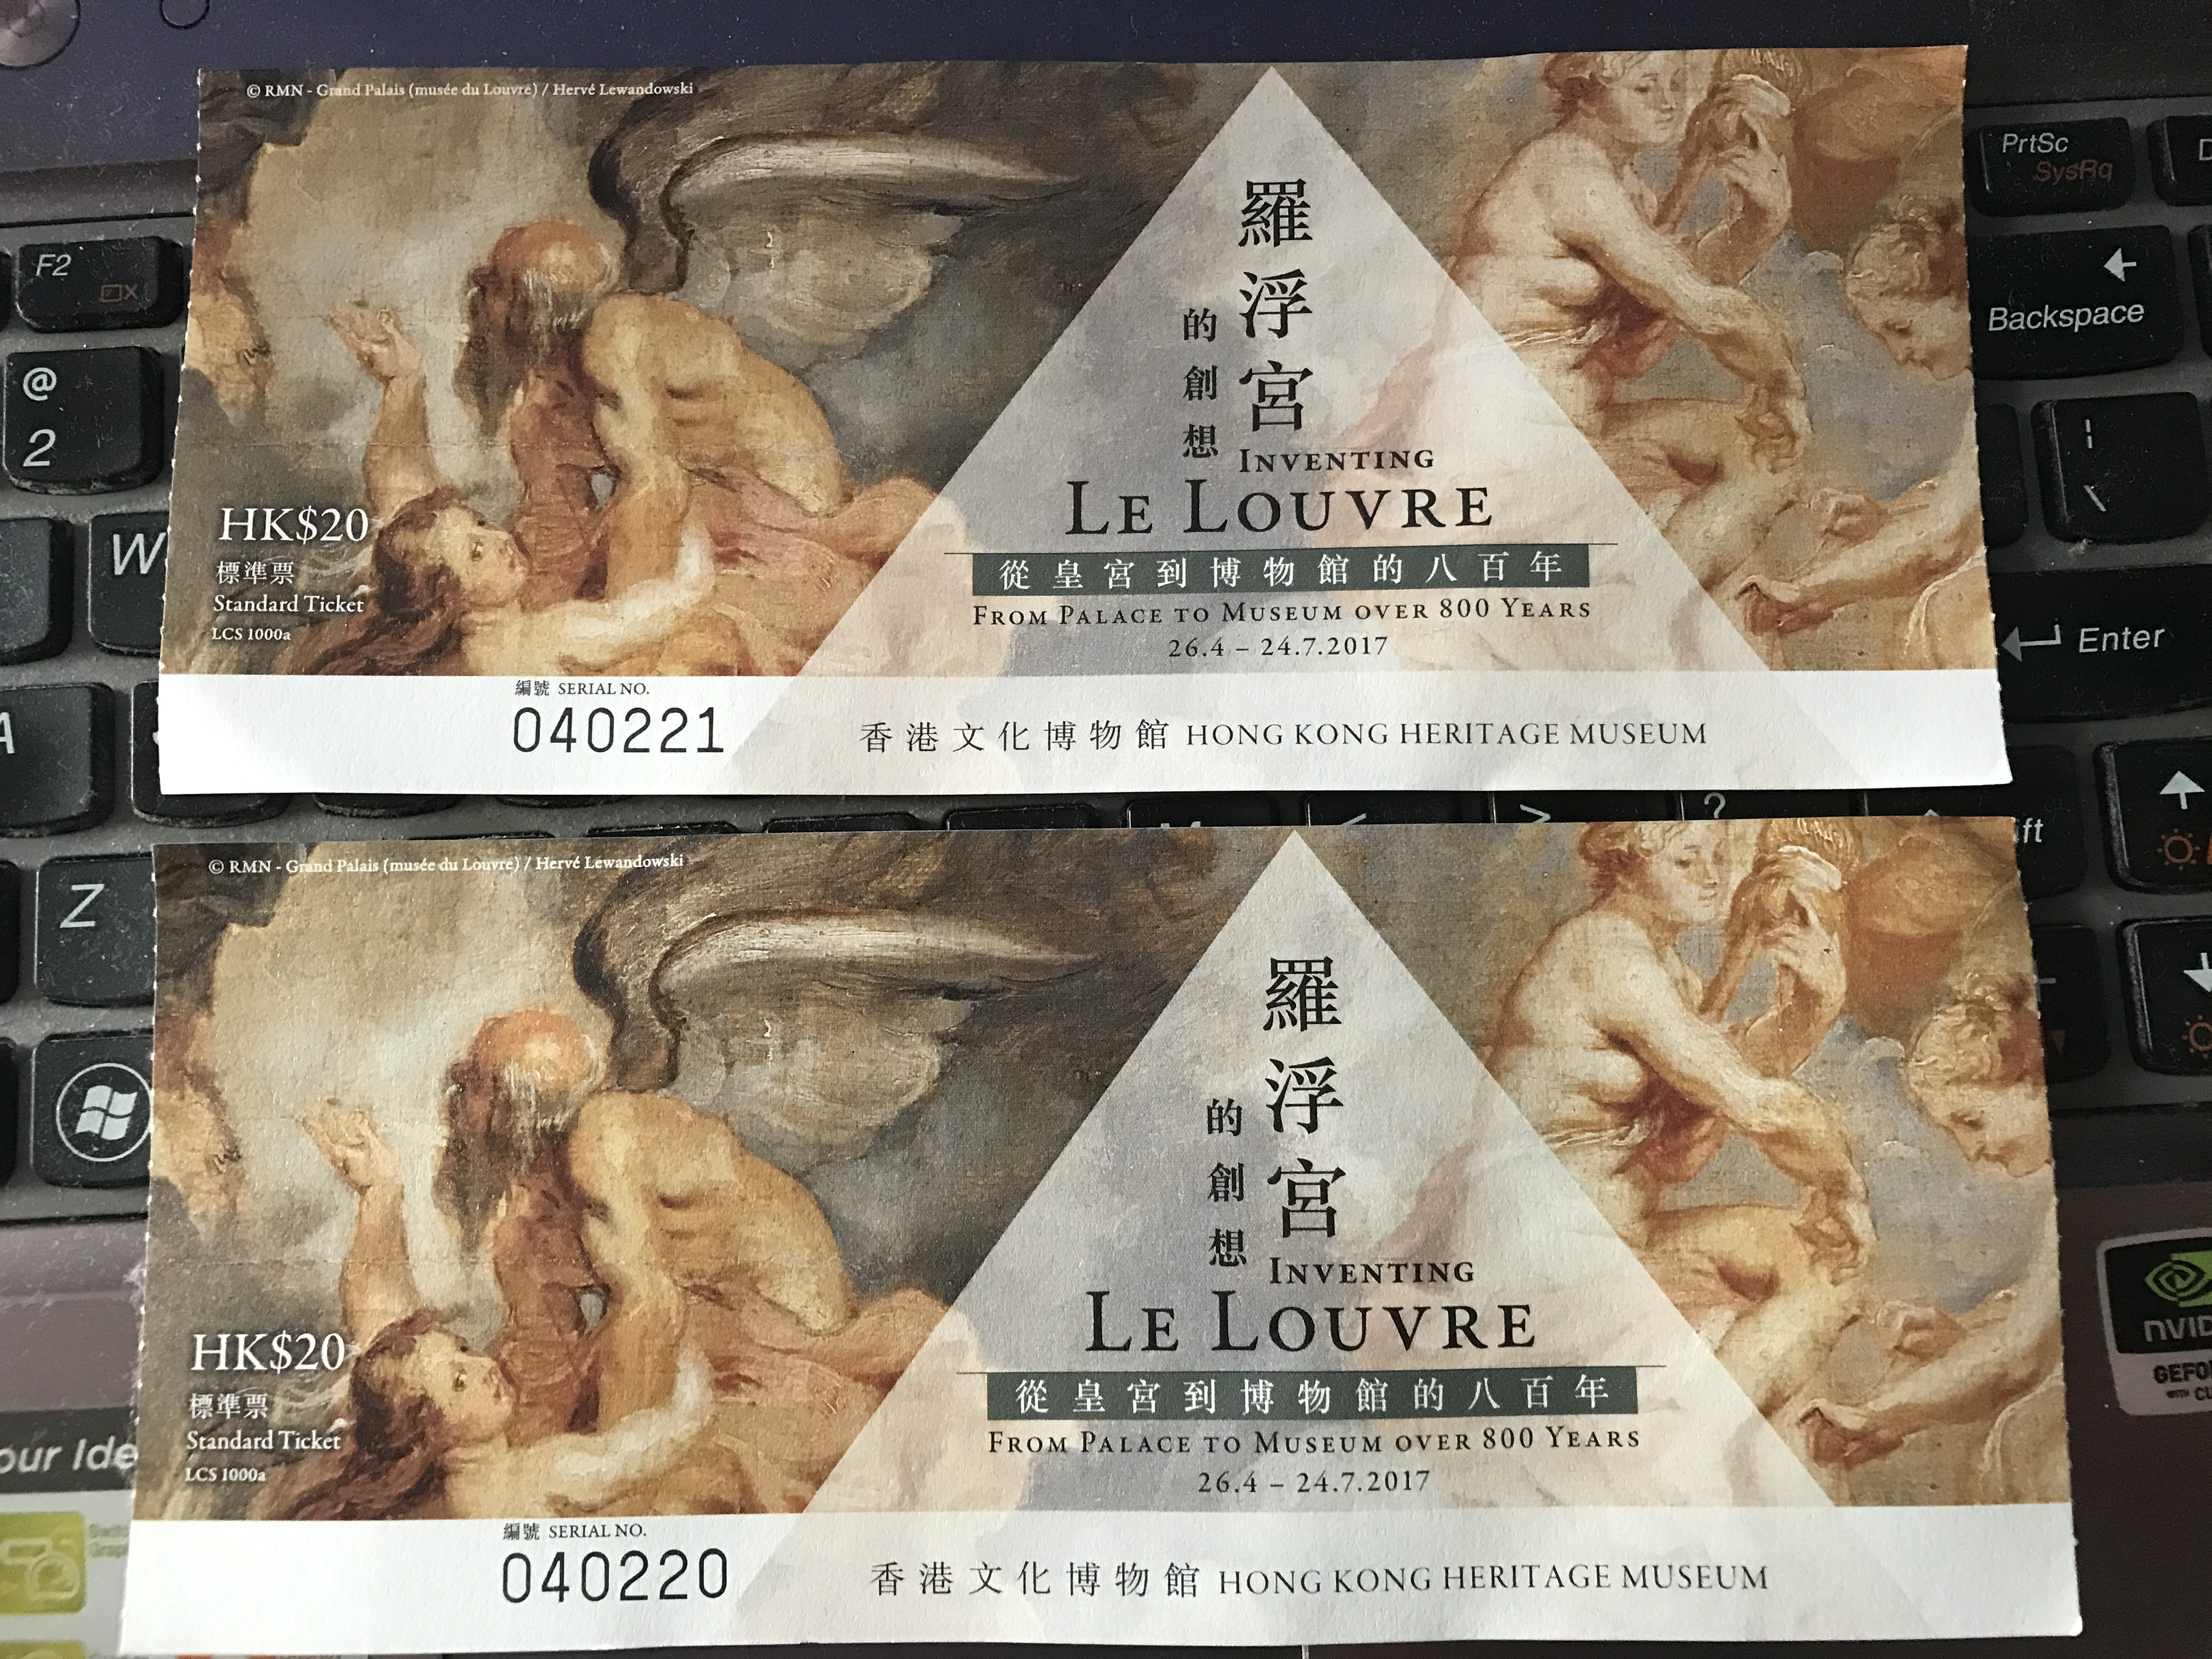 © RMN - Grand Palais (musée du Louvre) / Hervé Lewandowski
羅浮宮
的創想
INVENTING
LE LOUVRE
從皇宮到博物館的八百年
FROM PALACE TO MUSEUM OVER 800 YEARS
26.4 – 24.7.2017
HK$20
標準票
Standard Ticket
LCS 1000a
編號 SERIAL NO.
040221
香港文化博物館 HONG KONG HERITAGE MUSEUM
© RMN - Grand Palais (musée du Louvre) / Hervé Lewandowski
羅浮宮
的創想
INVENTING
LE LOUVRE
從皇宮到博物館的八百年
FROM PALACE TO MUSEUM OVER 800 YEARS
26.4 – 24.7.2017
HK$20
標準票
Standard Ticket
LCS 1000a
編號 SERIAL NO.
040220
香港文化博物館 HONG KONG HERITAGE MUSEUM
F2
@
2
W
A
Z
PrtSc
SysRq
Backspace
\
Enter
?
ift
our Ide
NVID
GEFO